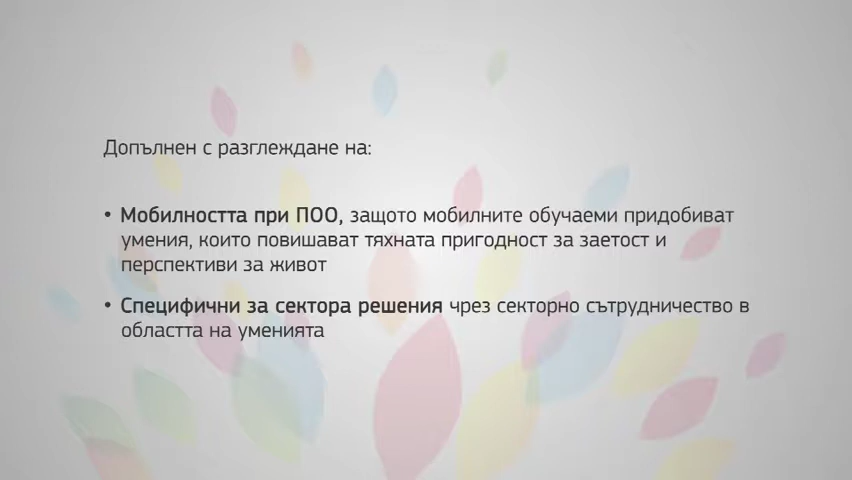 Допълнен с разглеждане на:
• Мобилността при ПОО, защото мобилните обучаеми придобиват
умения, които повишават тяхната пригодност за заетост и
перспективи за живот
• Специфични за сектора решения чрез секторно сътрудничество в
областта на уменията